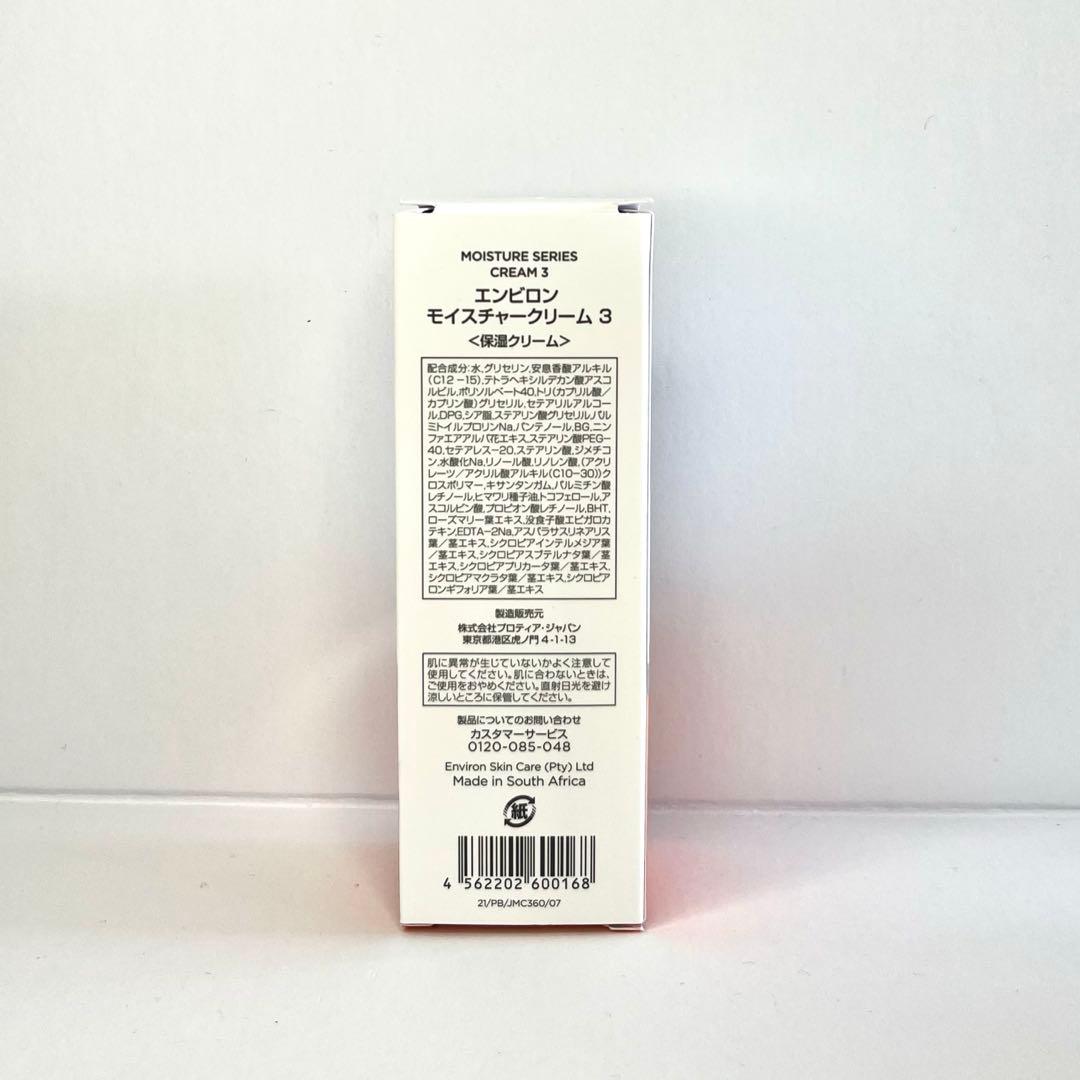 MOISTURE SERIES
CREAM 3
エンビロン
モイスチャークリーム 3
＜保湿クリーム＞
配合成分:水,グリセリン,安息香酸アルキル
(C12-15),テトラヘキシルデカン酸アスコ
ルビル,ポリソルベート40,トリ(カプリル酸/
カプリン酸)グリセリル,セテアリルアルコー
ル,DPG,シア脂,ステアリン酸グリセリル,パル
ミトイルプロリンNa,パンテノール,BG,ニン
ファエアアルバ花エキス,ステアリン酸PEG-
40,セテアレス-20,ステアリン酸,ジメチコ
ン,水酸化Na,リノール酸,リノレン酸,(アクリ
レーツ/アクリル酸アルキル(C10-30))ク
ロスポリマー,キサンタンガム,パルミチン酸
レチノール,ヒマワリ種子油,トコフェロール,ア
スコルビン酸,プロピオン酸レチノール,BHT,
ローズマリー葉エキス,没食子酸エピガロカ
テキン,EDTA-2Na,アスパラサスリネアリス
葉/茎エキス,シクロピアインテルメジア葉
/茎エキス,シクロピアスブテルナタ葉/茎
エキス,シクロピアプリカータ葉/茎エキス,
シクロピアマクラタ葉/茎エキス,シクロピア
ロンギフォリア葉/茎エキス
製造販売元
株式会社プロティア・ジャパン
東京都港区虎ノ門 4-1-13
肌に異常が生じていないかよく注意して
使用してください。肌に合わないときは、
ご使用をおやめください。直射日光を避け
涼しいところに保管してください。
製品についてのお問い合わせ
カスタマーサービス
0120-085-048
Environ Skin Care (Pty) Ltd
Made in South Africa
紙
4 562202 600168
21/PB/JMC360/07